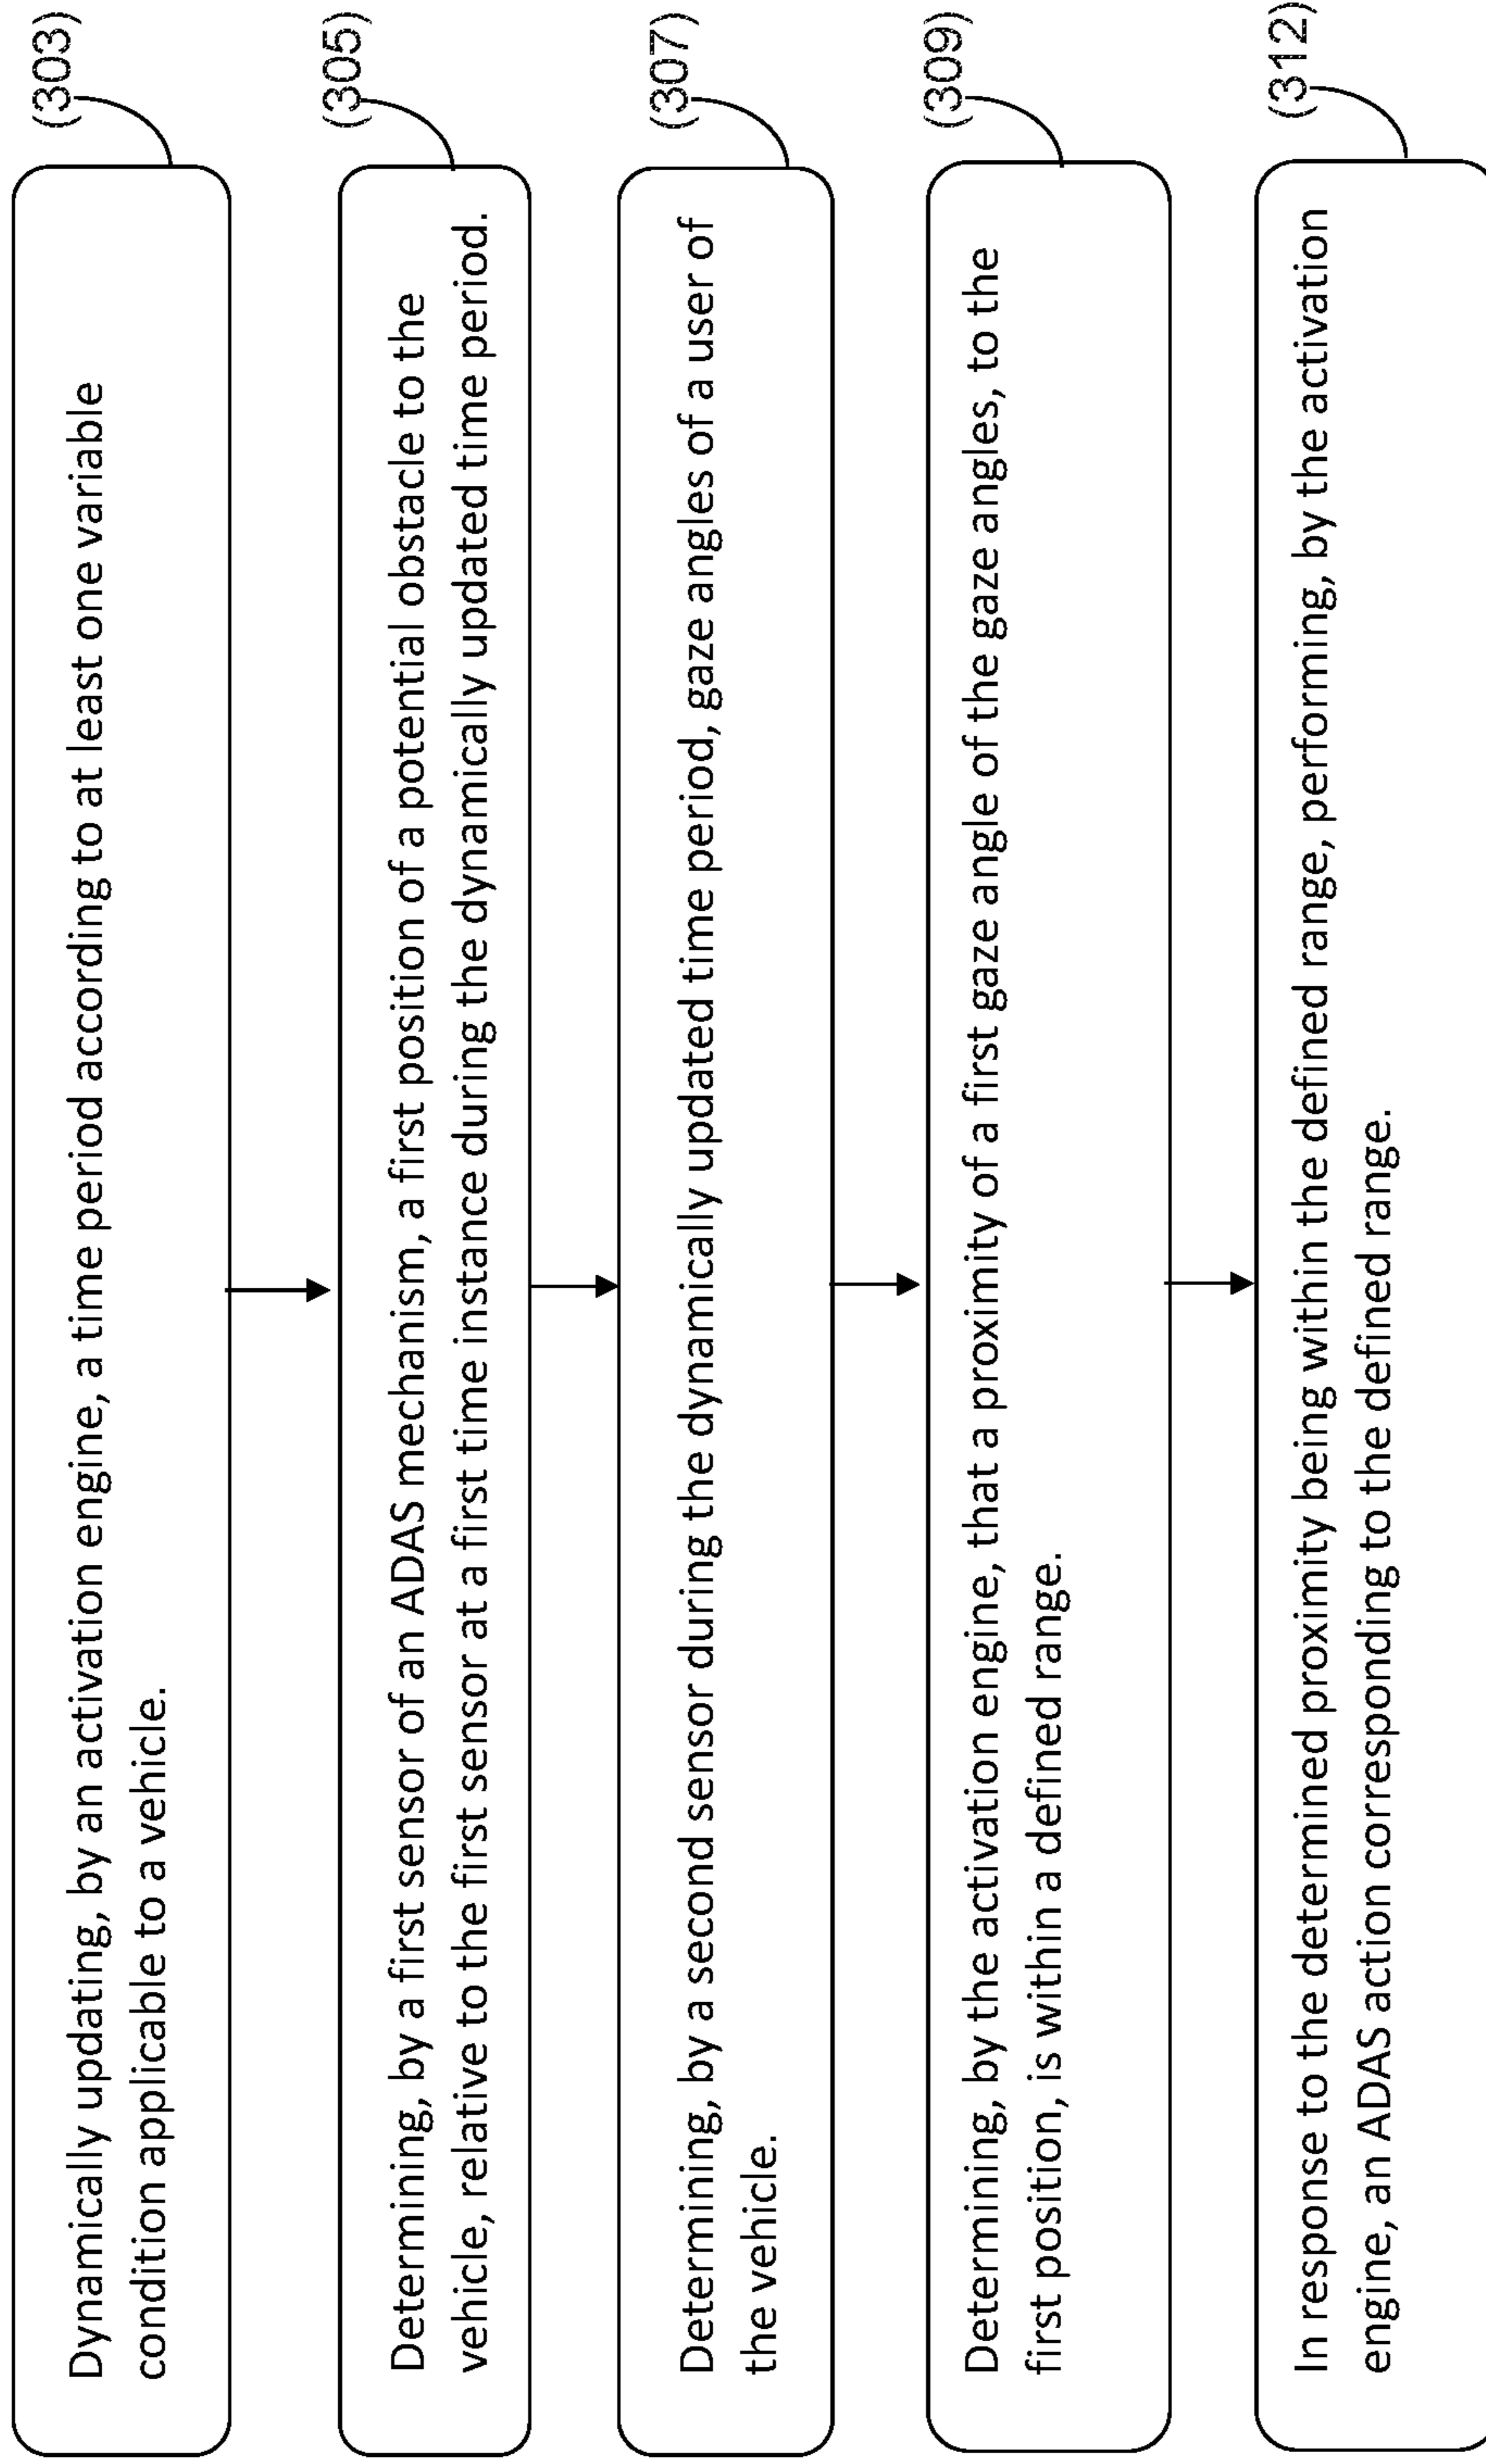 (303)
Dynamically updating, by an activation engine, a time period according to at least one variable
condition applicable to a vehicle.
(305)
Determining, by a first sensor of an ADAS mechanism, a first position of a potential obstacle to the
vehicle, relative to the first sensor at a first time instance during the dynamically updated time period.
(307)
Determining, by a second sensor during the dynamically updated time period, gaze angles of a user of
the vehicle.
(309)
Determining, by the activation engine, that a proximity of a first gaze angle of the gaze angles, to the
first position, is within a defined range.
(312)
In response to the determined proximity being within the defined range, performing, by the activation
engine, an ADAS action corresponding to the defined range.